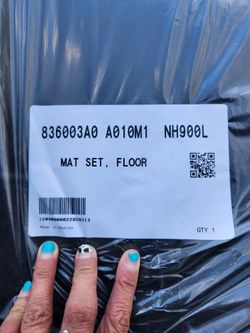 836003A0 A010M1 NH900L
MAT SET, FLOOR
QTY 1